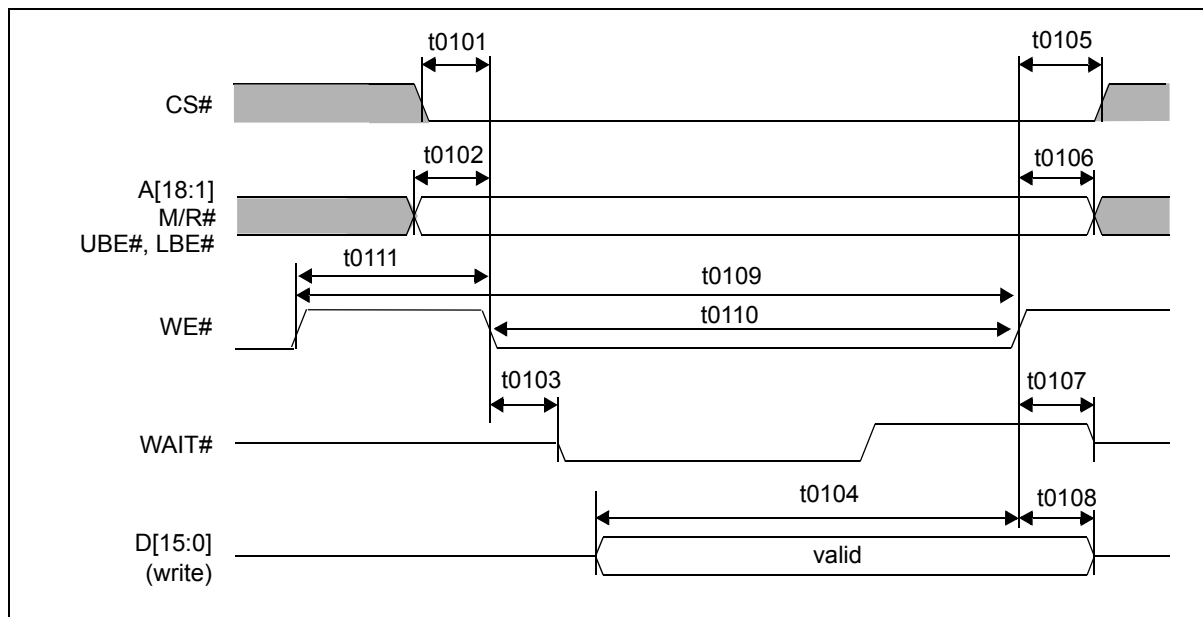 t0101
t0105
CS#
t0102
t0106
A[18:1]
M/R#
UBE#, LBE#
t0111
t0109
t0110
WE#
t0103
t0107
WAIT#
t0104
t0108
D[15:0]
valid
(write)